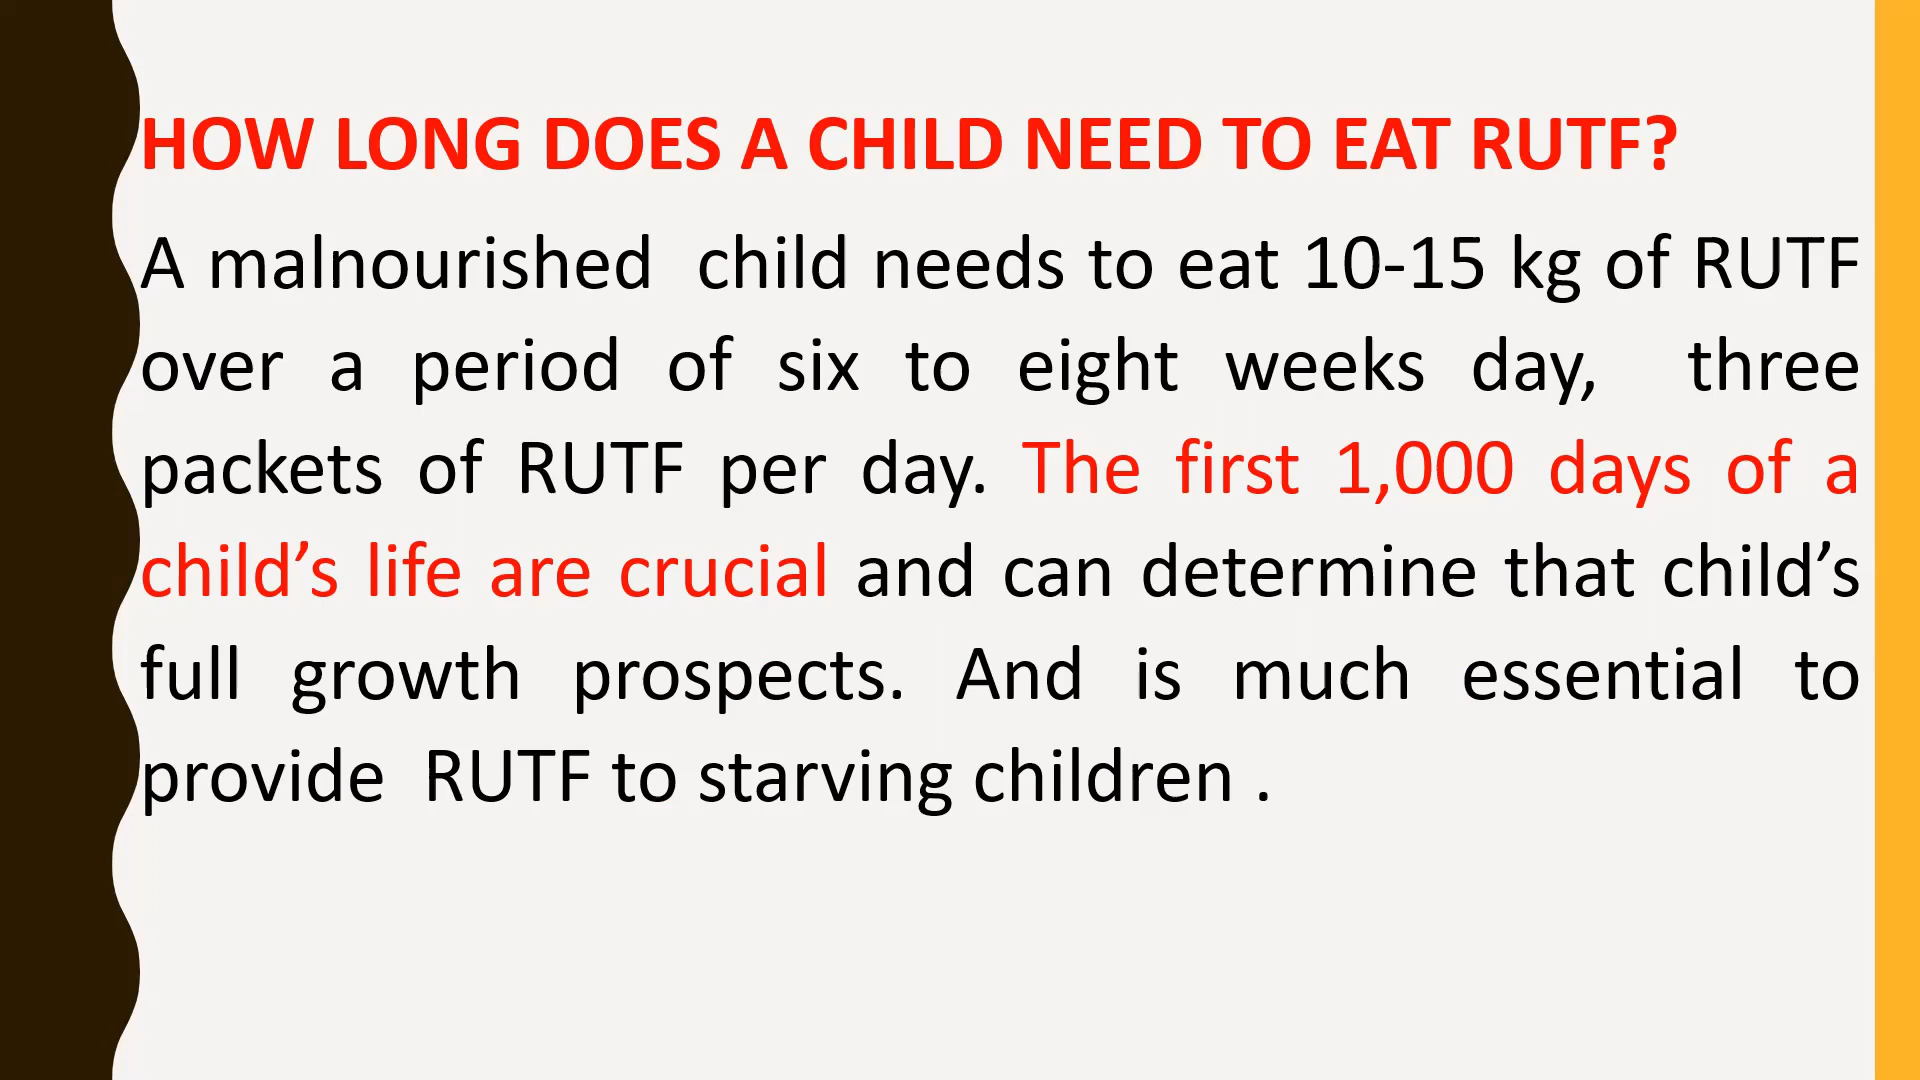 HOW LONG DOES A CHILD NEED TO EAT RUTF?
A malnourished  child needs to eat 10-15 kg of RUTF
over a period of six to eight weeks day,  three
packets of RUTF per day. The first 1,000 days of a
child’s life are crucial and can determine that child’s
full growth prospects. And is much essential to
provide  RUTF to starving children .